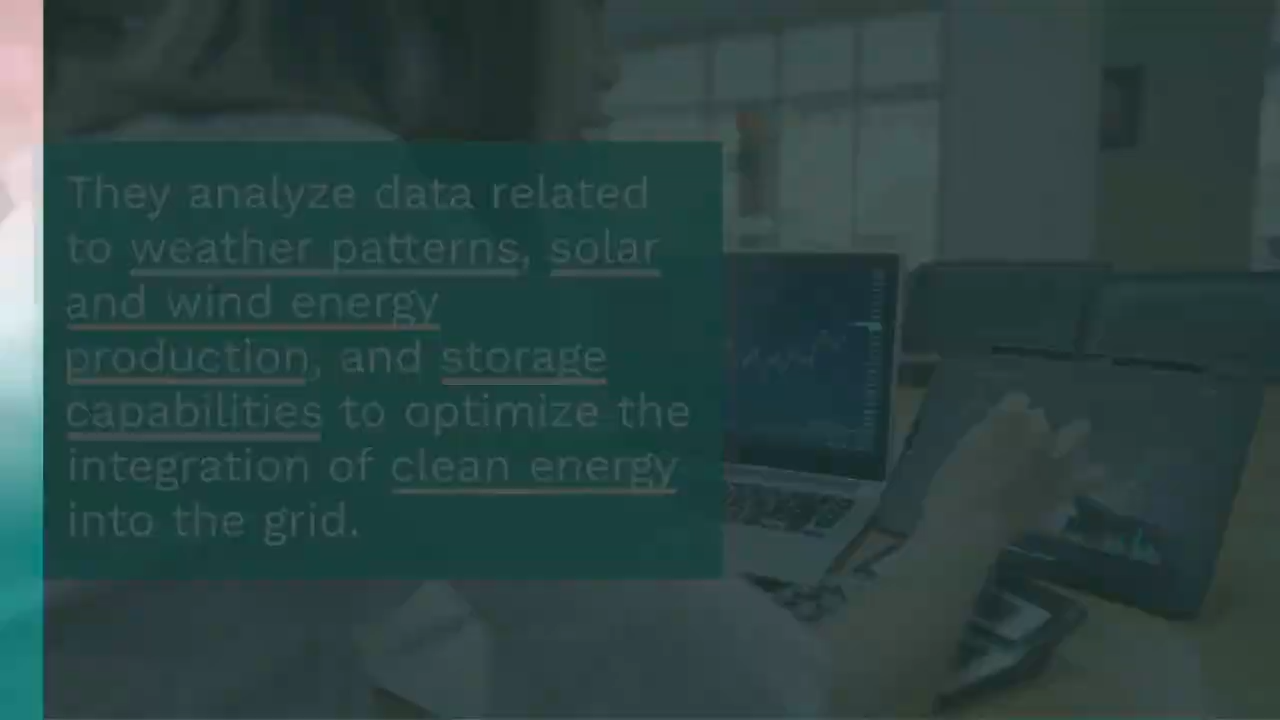 They analyze data related
to weather patterns, solar
and wind energy
production, and storage
capabilities to optimize the
integration of clean energy
into the grid.